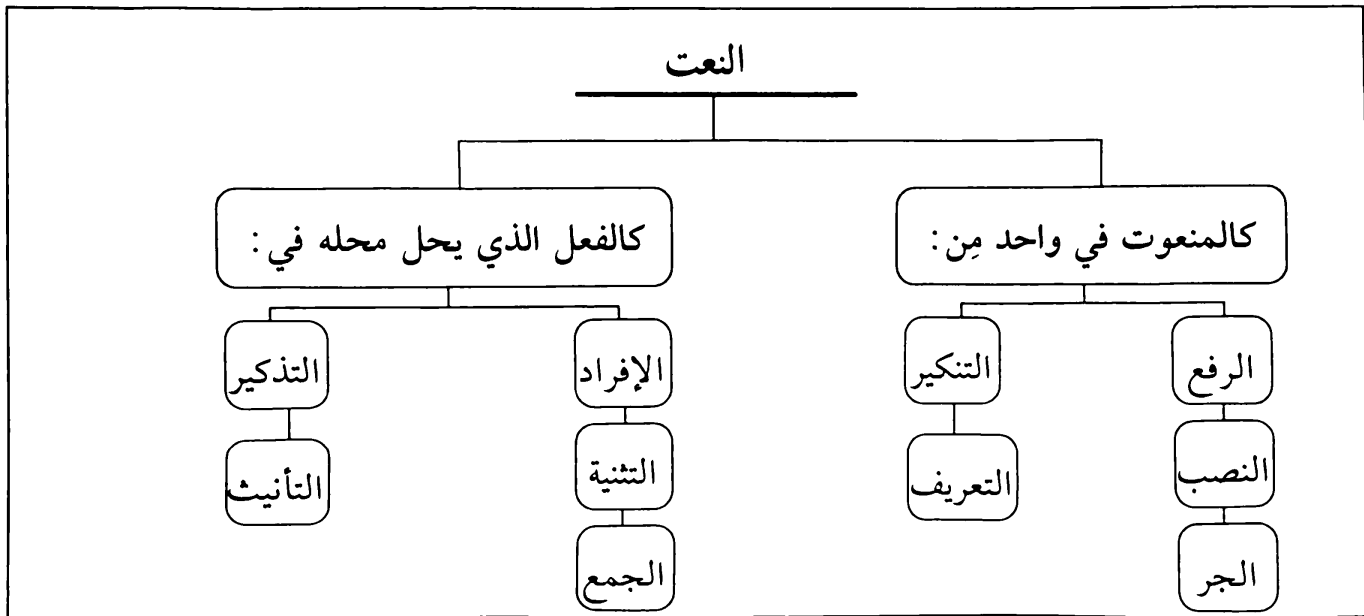 النعت
كالمنعوت في واحد مِن :
كالفعل الذي يحل محله في :
الرفع
التنكير
الإفراد
التذكير
النصب
التعريف
التثنية
التأنيث
الجر
الجمع